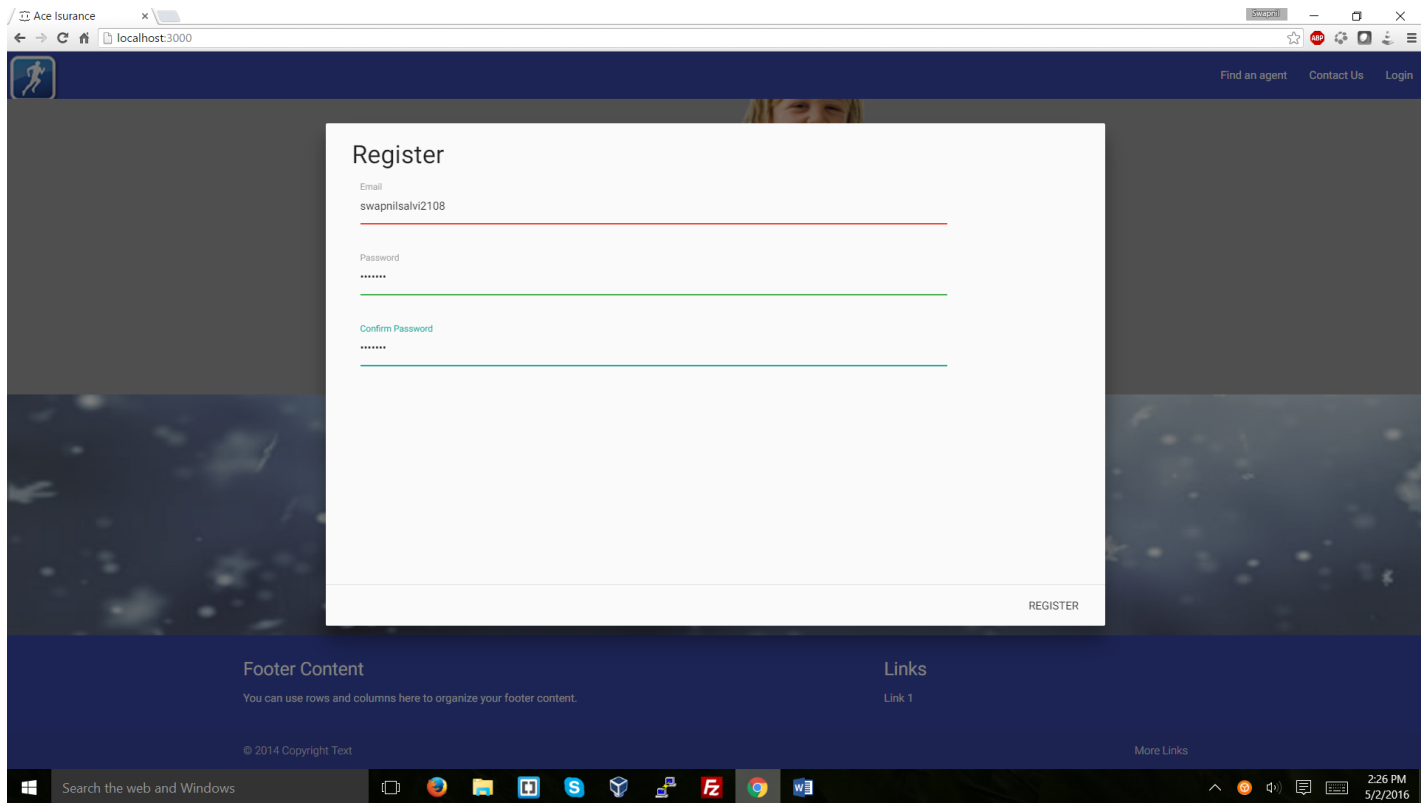 Ace Isurance
Swapnil
localhost:3000
ABP
Find an agent Contact Us Login
Register
Email
swapnilsalvi2108
Password
•••••••
Confirm Password
•••••••
REGISTER
Footer Content
Links
You can use rows and columns here to organize your footer content.
Link 1
© 2014 Copyright Text
More Links
Search the web and Windows
2:26 PM
5/2/2016